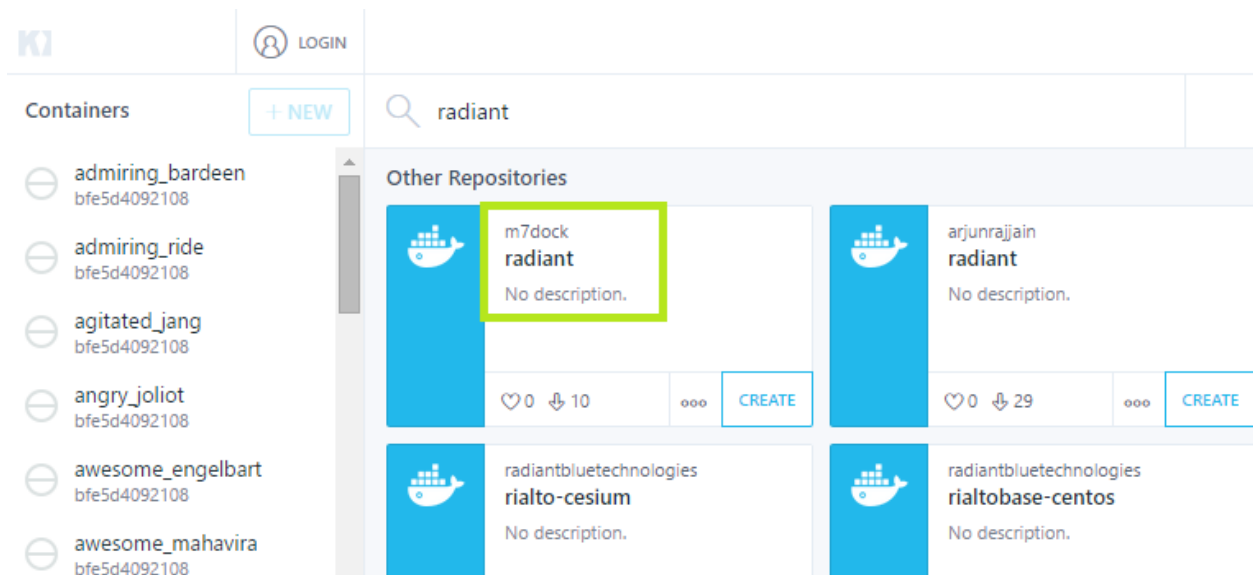 LOGIN
Containers
+ NEW
radiant
admiring_bardeen
bfe5d4092108
admiring_ride
bfe5d4092108
agitated_jang
bfe5d4092108
angry_joliot
bfe5d4092108
awesome_engelbart
bfe5d4092108
awesome_mahavira
bfe5d4092108
Other Repositories
m7dock
radiant
No description.
0 10
CREATE
arjunrajjain
radiant
No description.
0 29
CREATE
radiantbluetechnologies
rialto-cesium
No description.
radiantbluetechnologies
rialtobase-centos
No description.